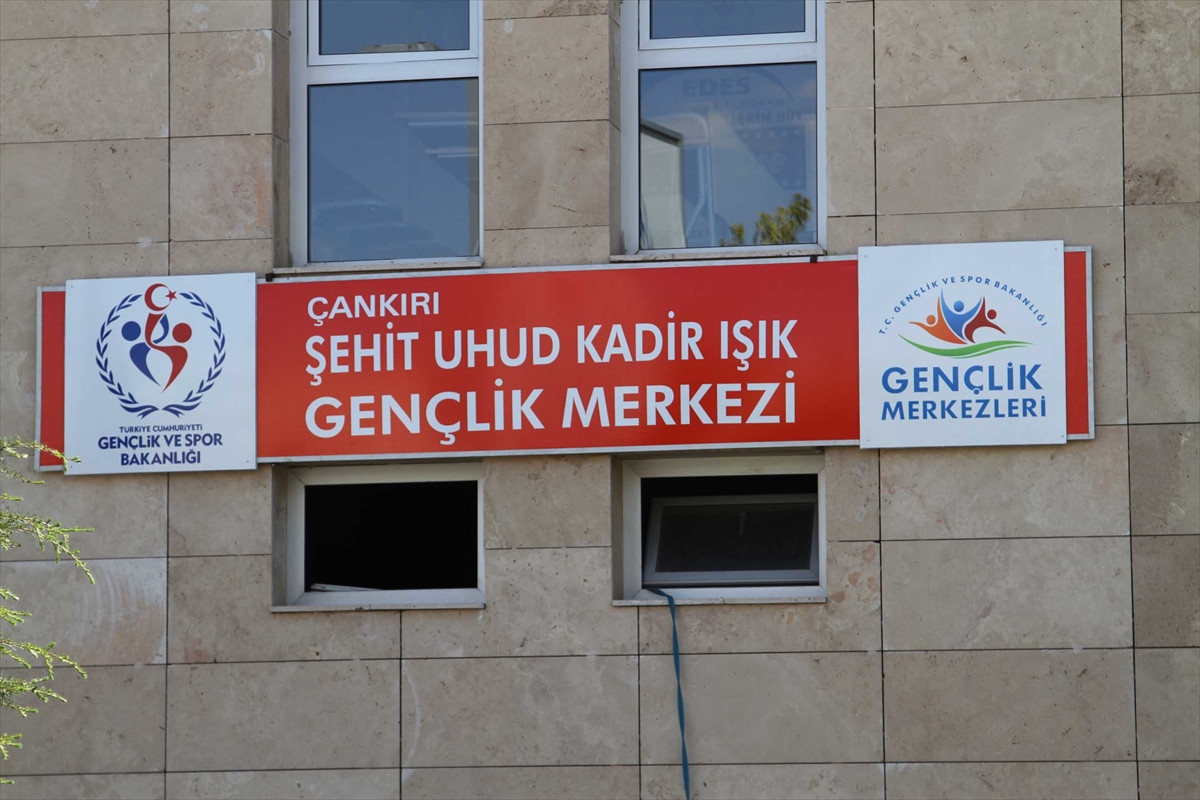 EDES
TÜRKİYE CUMHURİYETİ
GENÇLİK VE SPOR
BAKANLIĞI
ÇANKIRI
ŞEHİT UHUD KADİR IŞIK
GENÇLİK MERKEZİ
T.C. GENÇLİK VE SPOR BAKANLIĞI
GENÇLİK
MERKEZLERİ